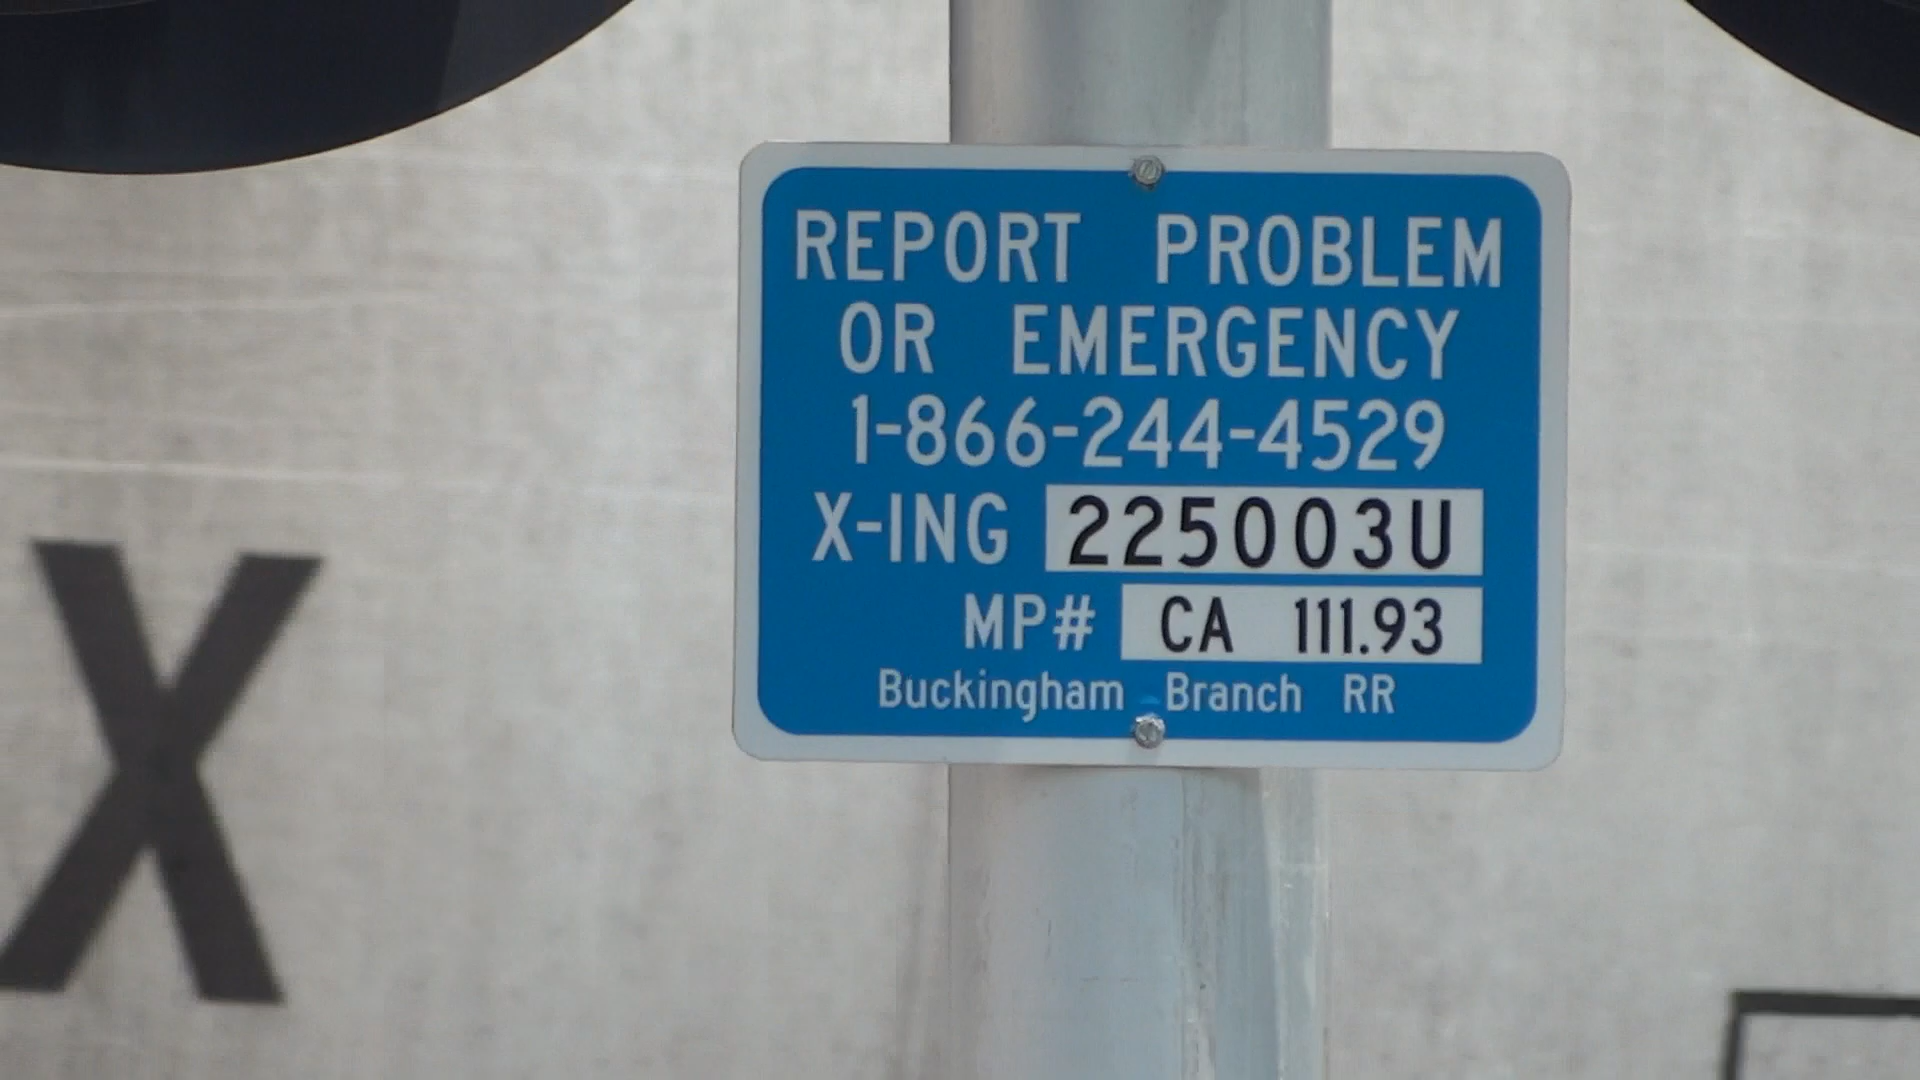 REPORT PROBLEM
OR EMERGENCY
1-866-244-4529
X-ING 225003U
MP# CA 111.93
Buckingham Branch RR
X